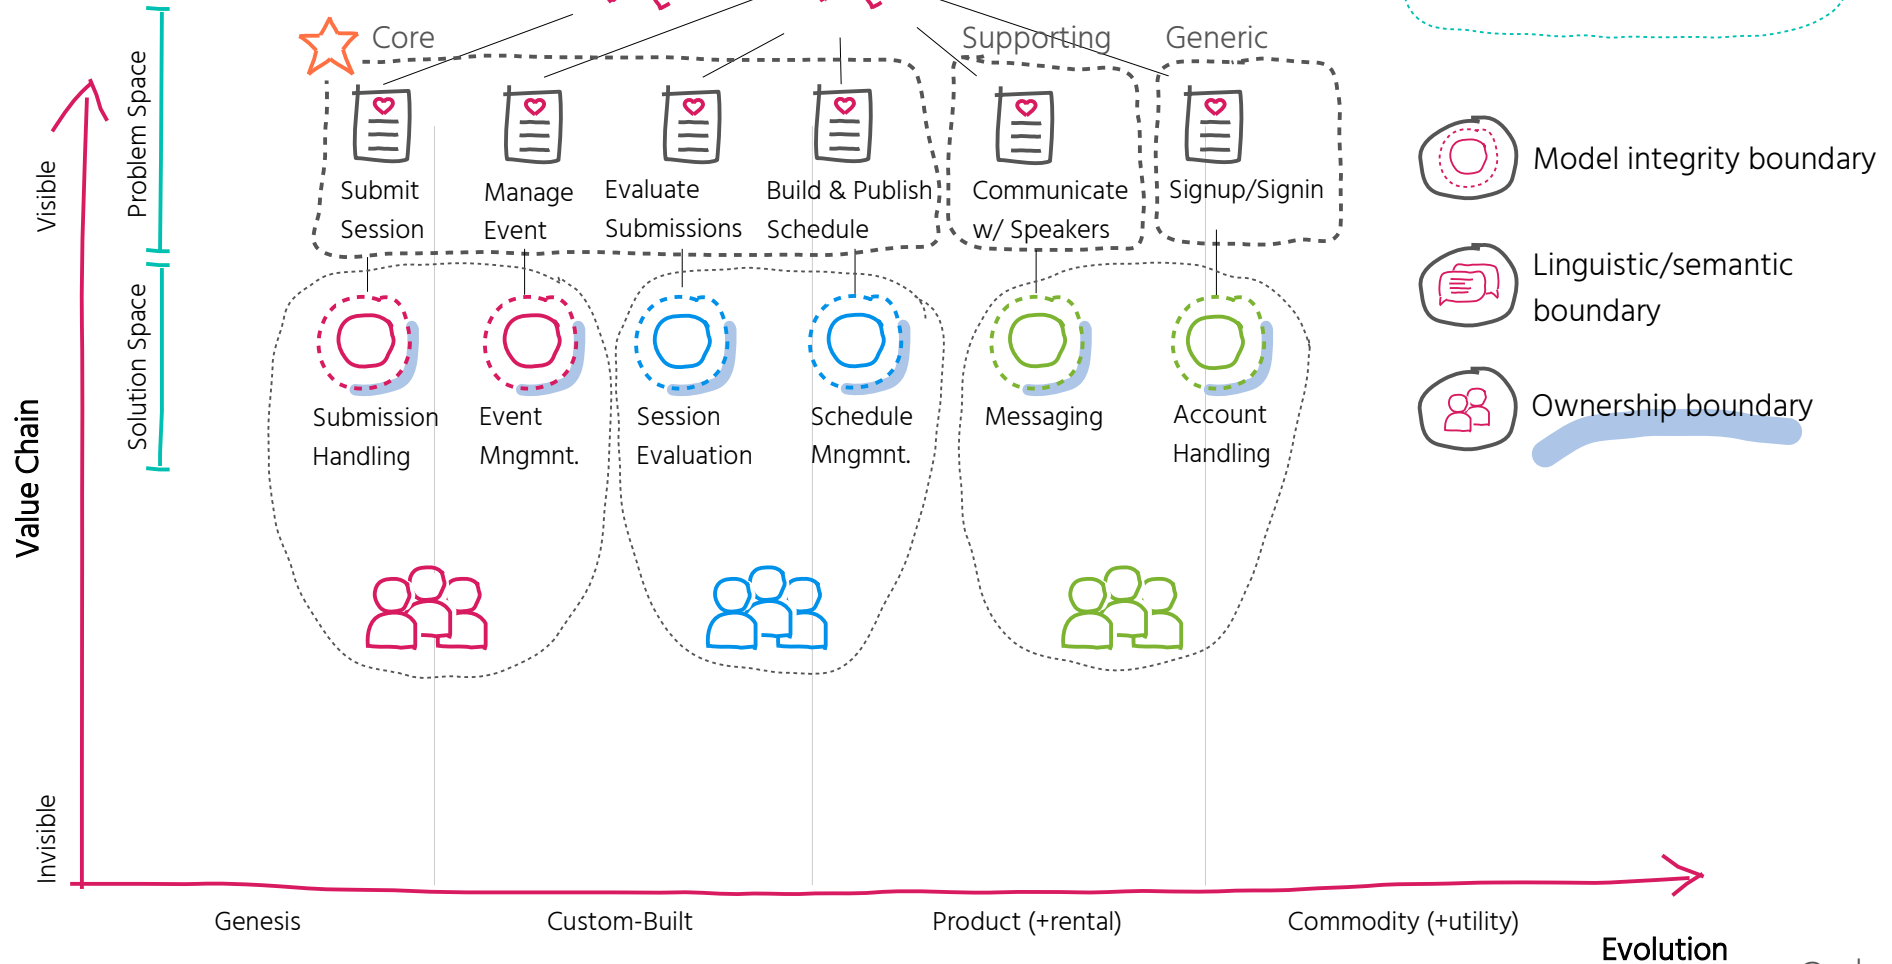 Core
Supporting
Generic
Problem Space
Visible
Submit
Session
Manage
Event
Evaluate
Submissions
Build & Publish
Schedule
Communicate
w/ Speakers
Signup/Signin
Model integrity boundary
Linguistic/semantic
boundary
Ownership boundary
Solution Space
Value Chain
Submission
Handling
Event
Mngmnt.
Session
Evaluation
Schedule
Mngmnt.
Messaging
Account
Handling
Invisible
Genesis
Custom-Built
Product (+rental)
Commodity (+utility)
Evolution